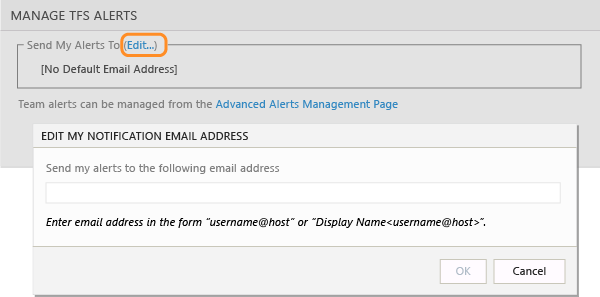 MANAGE TFS ALERTS
Send My Alerts To (Edit...)
[No Default Email Address]
Team alerts can be managed from the Advanced Alerts Management Page
EDIT MY NOTIFICATION EMAIL ADDRESS
Send my alerts to the following email address
Enter email address in the form "username@host" or "Display Name<username@host>".
OK Cancel